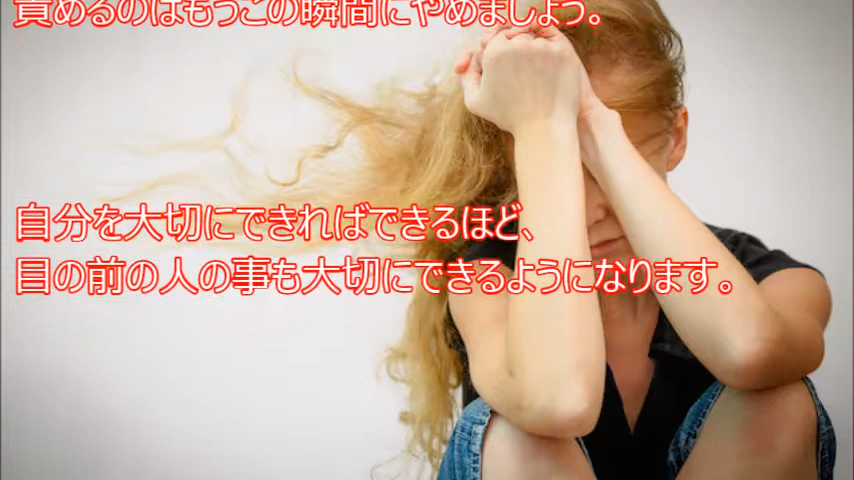 責めるのはもうこの瞬間にやめましょう。
自分を大切にできればできるほど、
目の前の人の事も大切にできるようになります。